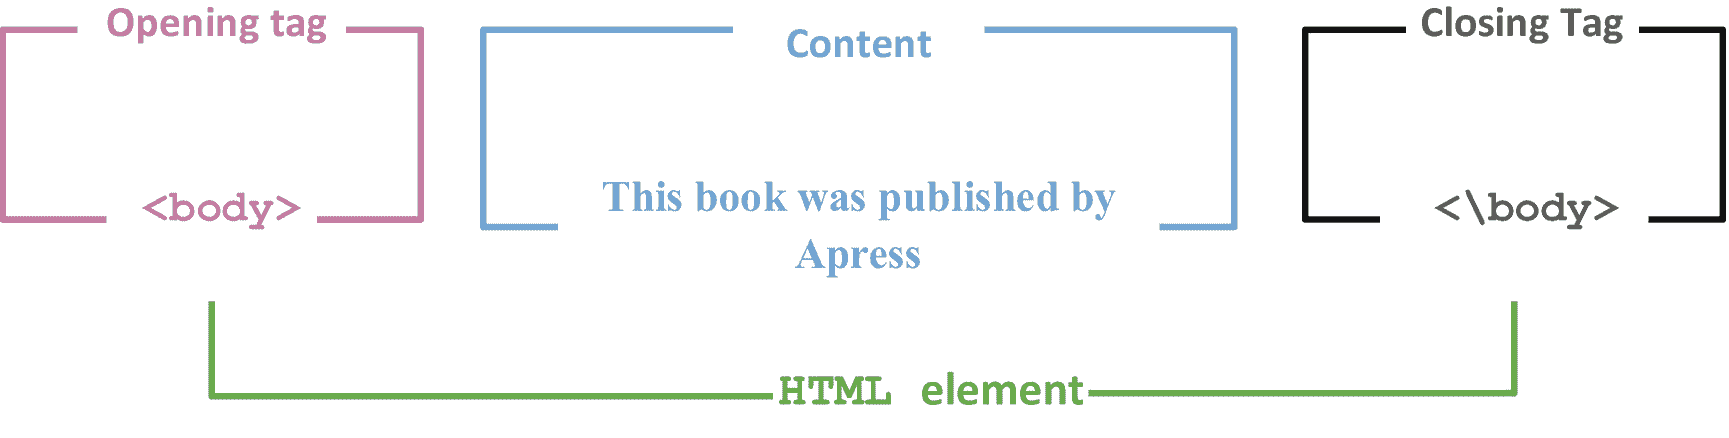 Opening tag
Content
Closing Tag
<body>
This book was published by
Apress
<\body>
HTML element